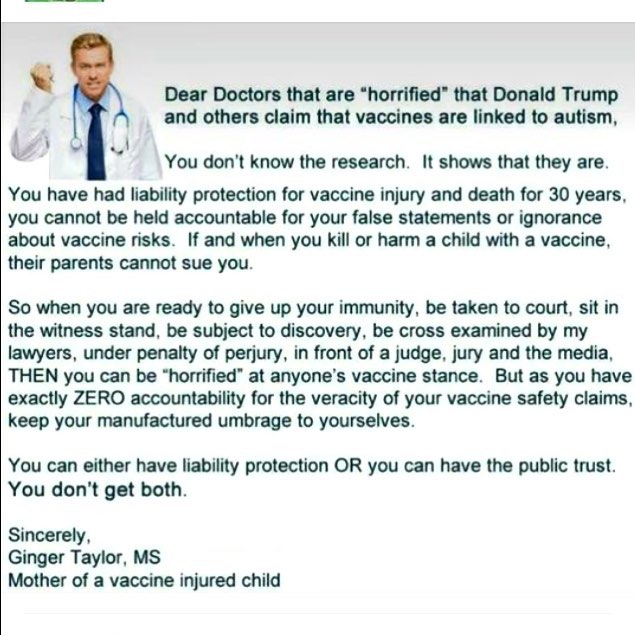 Dear Doctors that are "horrified" that Donald Trump
and others claim that vaccines are linked to autism,
You don't know the research. It shows that they are.
You have had liability protection for vaccine injury and death for 30 years,
you cannot be held accountable for your false statements or ignorance
about vaccine risks. If and when you kill or harm a child with a vaccine,
their parents cannot sue you.
So when you are ready to give up your immunity, be taken to court, sit in
the witness stand, be subject to discovery, be cross examined by my
lawyers, under penalty of perjury, in front of a judge, jury and the media,
THEN you can be "horrified" at anyone's vaccine stance. But as you have
exactly ZERO accountability for the veracity of your vaccine safety claims,
keep your manufactured umbrage to yourselves.
You can either have liability protection OR you can have the public trust.
You don't get both.
Sincerely,
Ginger Taylor, MS
Mother of a vaccine injured child